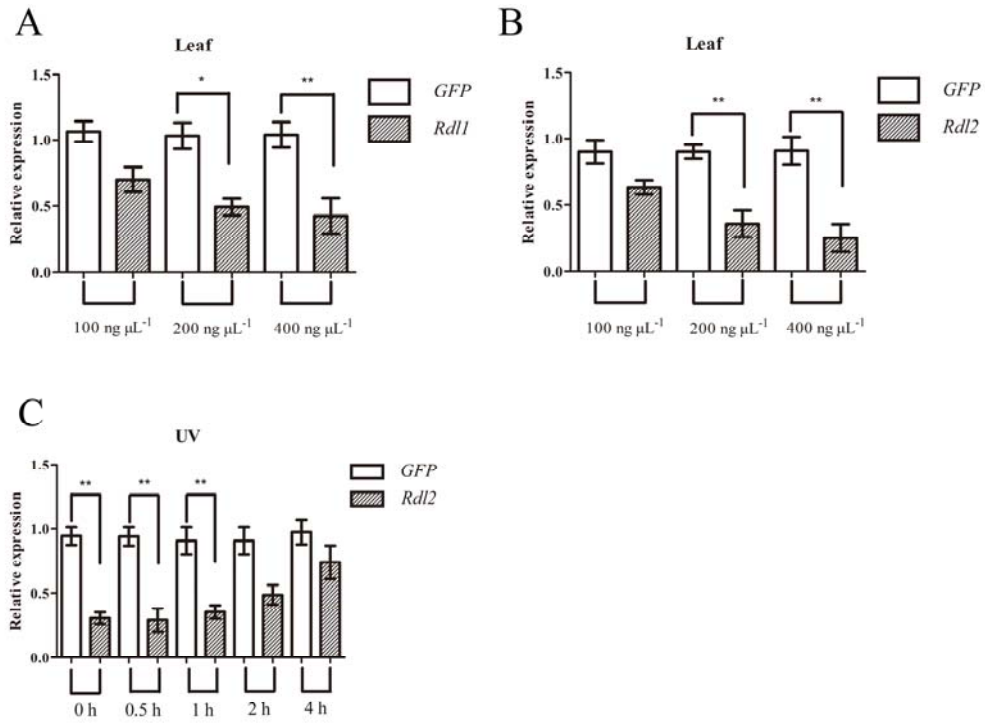 A
Leaf
Relative expression
1.5
1.0
0.5
0.0
* **
GFP
Rdl1
100 ng μL⁻¹ 200 ng μL⁻¹ 400 ng μL⁻¹
B
Leaf
Relative expression
1.5
1.0
0.5
0.0
** **
GFP
Rdl2
100 ng μL⁻¹ 200 ng μL⁻¹ 400 ng μL⁻¹
C
UV
Relative expression
1.5
1.0
0.5
0.0
** ** **
GFP
Rdl2
0 h 0.5 h 1 h 2 h 4 h